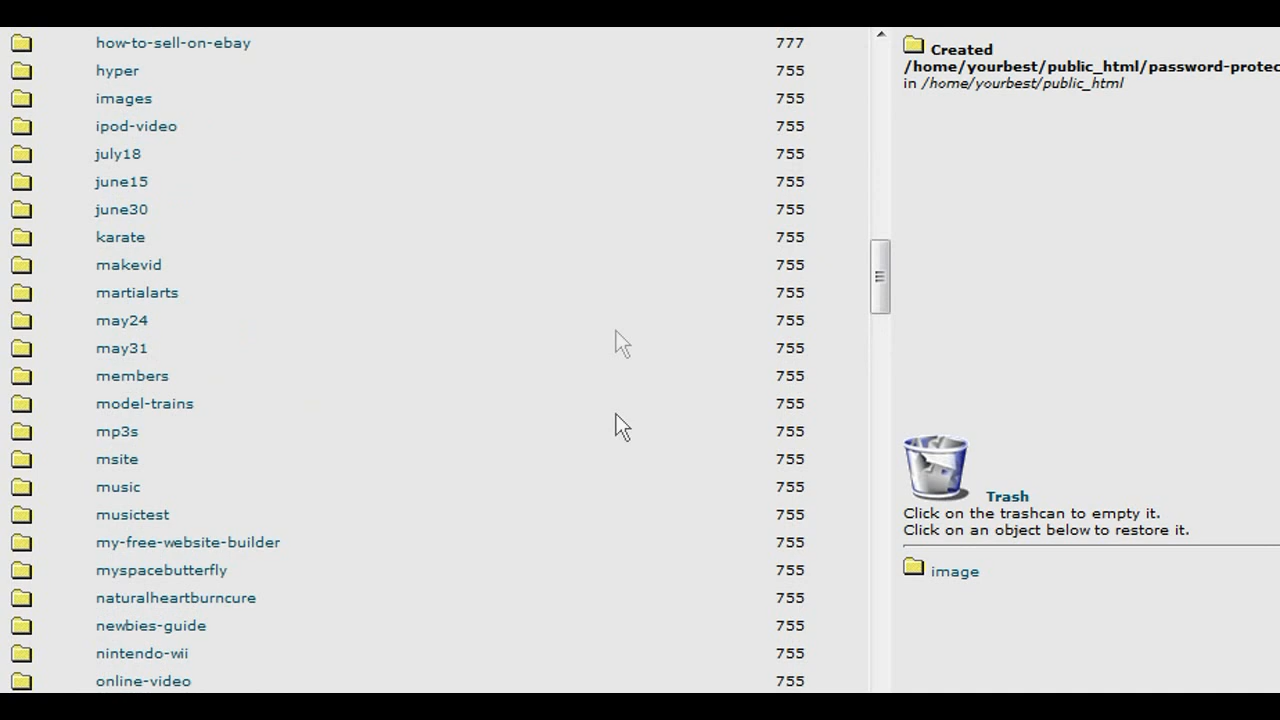 how-to-sell-on-ebay 777
hyper 755
images 755
ipod-video 755
july18 755
june15 755
june30 755
karate 755
makevid 755
martialarts 755
may24 755
may31 755
members 755
model-trains 755
mp3s 755
msite 755
music 755
musictest 755
my-free-website-builder 755
myspacebutterfly 755
naturalheartburncure 755
newbies-guide 755
nintendo-wii 755
online-video 755
Created
/home/yourbest/public_html/password-protec
in /home/yourbest/public_html
Trash
Click on the trashcan to empty it.
Click on an object below to restore it.
image